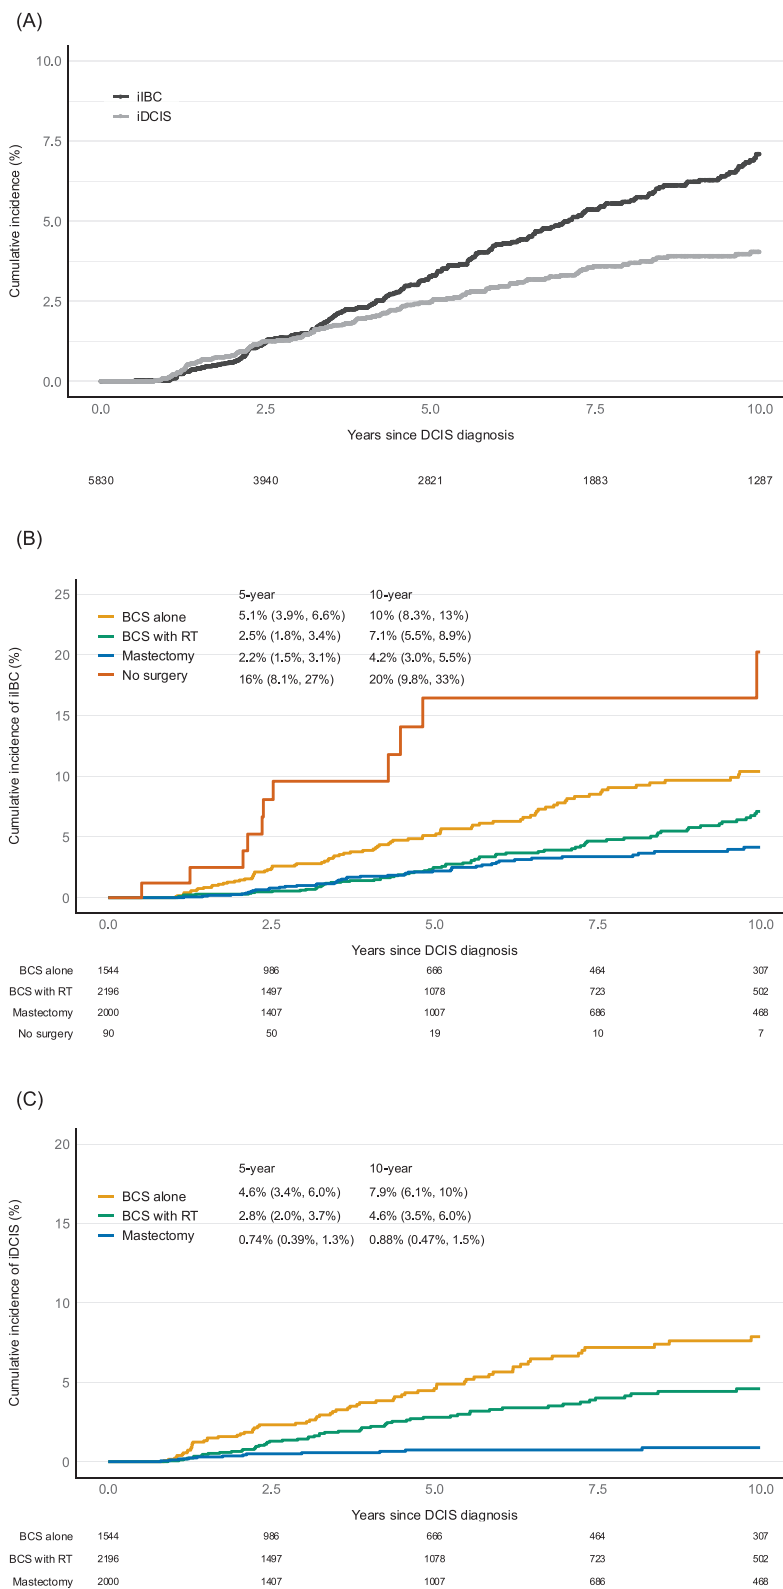 (A)
10.0
iIBC
iDCIS
7.5
5.0
2.5
0.0
Cumulative incidence (%)
0.0 2.5 5.0 7.5 10.0
Years since DCIS diagnosis
5830 3940 2821 1883 1287
(B)
25
5-year 10-year
BCS alone 5.1% (3.9%, 6.6%) 10% (8.3%, 13%)
BCS with RT 2.5% (1.8%, 3.4%) 7.1% (5.5%, 8.9%)
Mastectomy 2.2% (1.5%, 3.1%) 4.2% (3.0%, 5.5%)
No surgery 16% (8.1%, 27%) 20% (9.8%, 33%)
20
15
10
5
0
Cumulative incidence of iIBC (%)
0.0 2.5 5.0 7.5 10.0
Years since DCIS diagnosis
BCS alone 1544 986 666 464 307
BCS with RT 2196 1497 1078 723 502
Mastectomy 2000 1407 1007 686 468
No surgery 90 50 19 10 7
(C)
20
5-year 10-year
BCS alone 4.6% (3.4%, 6.0%) 7.9% (6.1%, 10%)
BCS with RT 2.8% (2.0%, 3.7%) 4.6% (3.5%, 6.0%)
Mastectomy 0.74% (0.39%, 1.3%) 0.88% (0.47%, 1.5%)
15
10
5
0
Cumulative incidence of iDCIS (%)
0.0 2.5 5.0 7.5 10.0
Years since DCIS diagnosis
BCS alone 1544 986 666 464 307
BCS with RT 2196 1497 1078 723 502
Mastectomy 2000 1407 1007 686 468